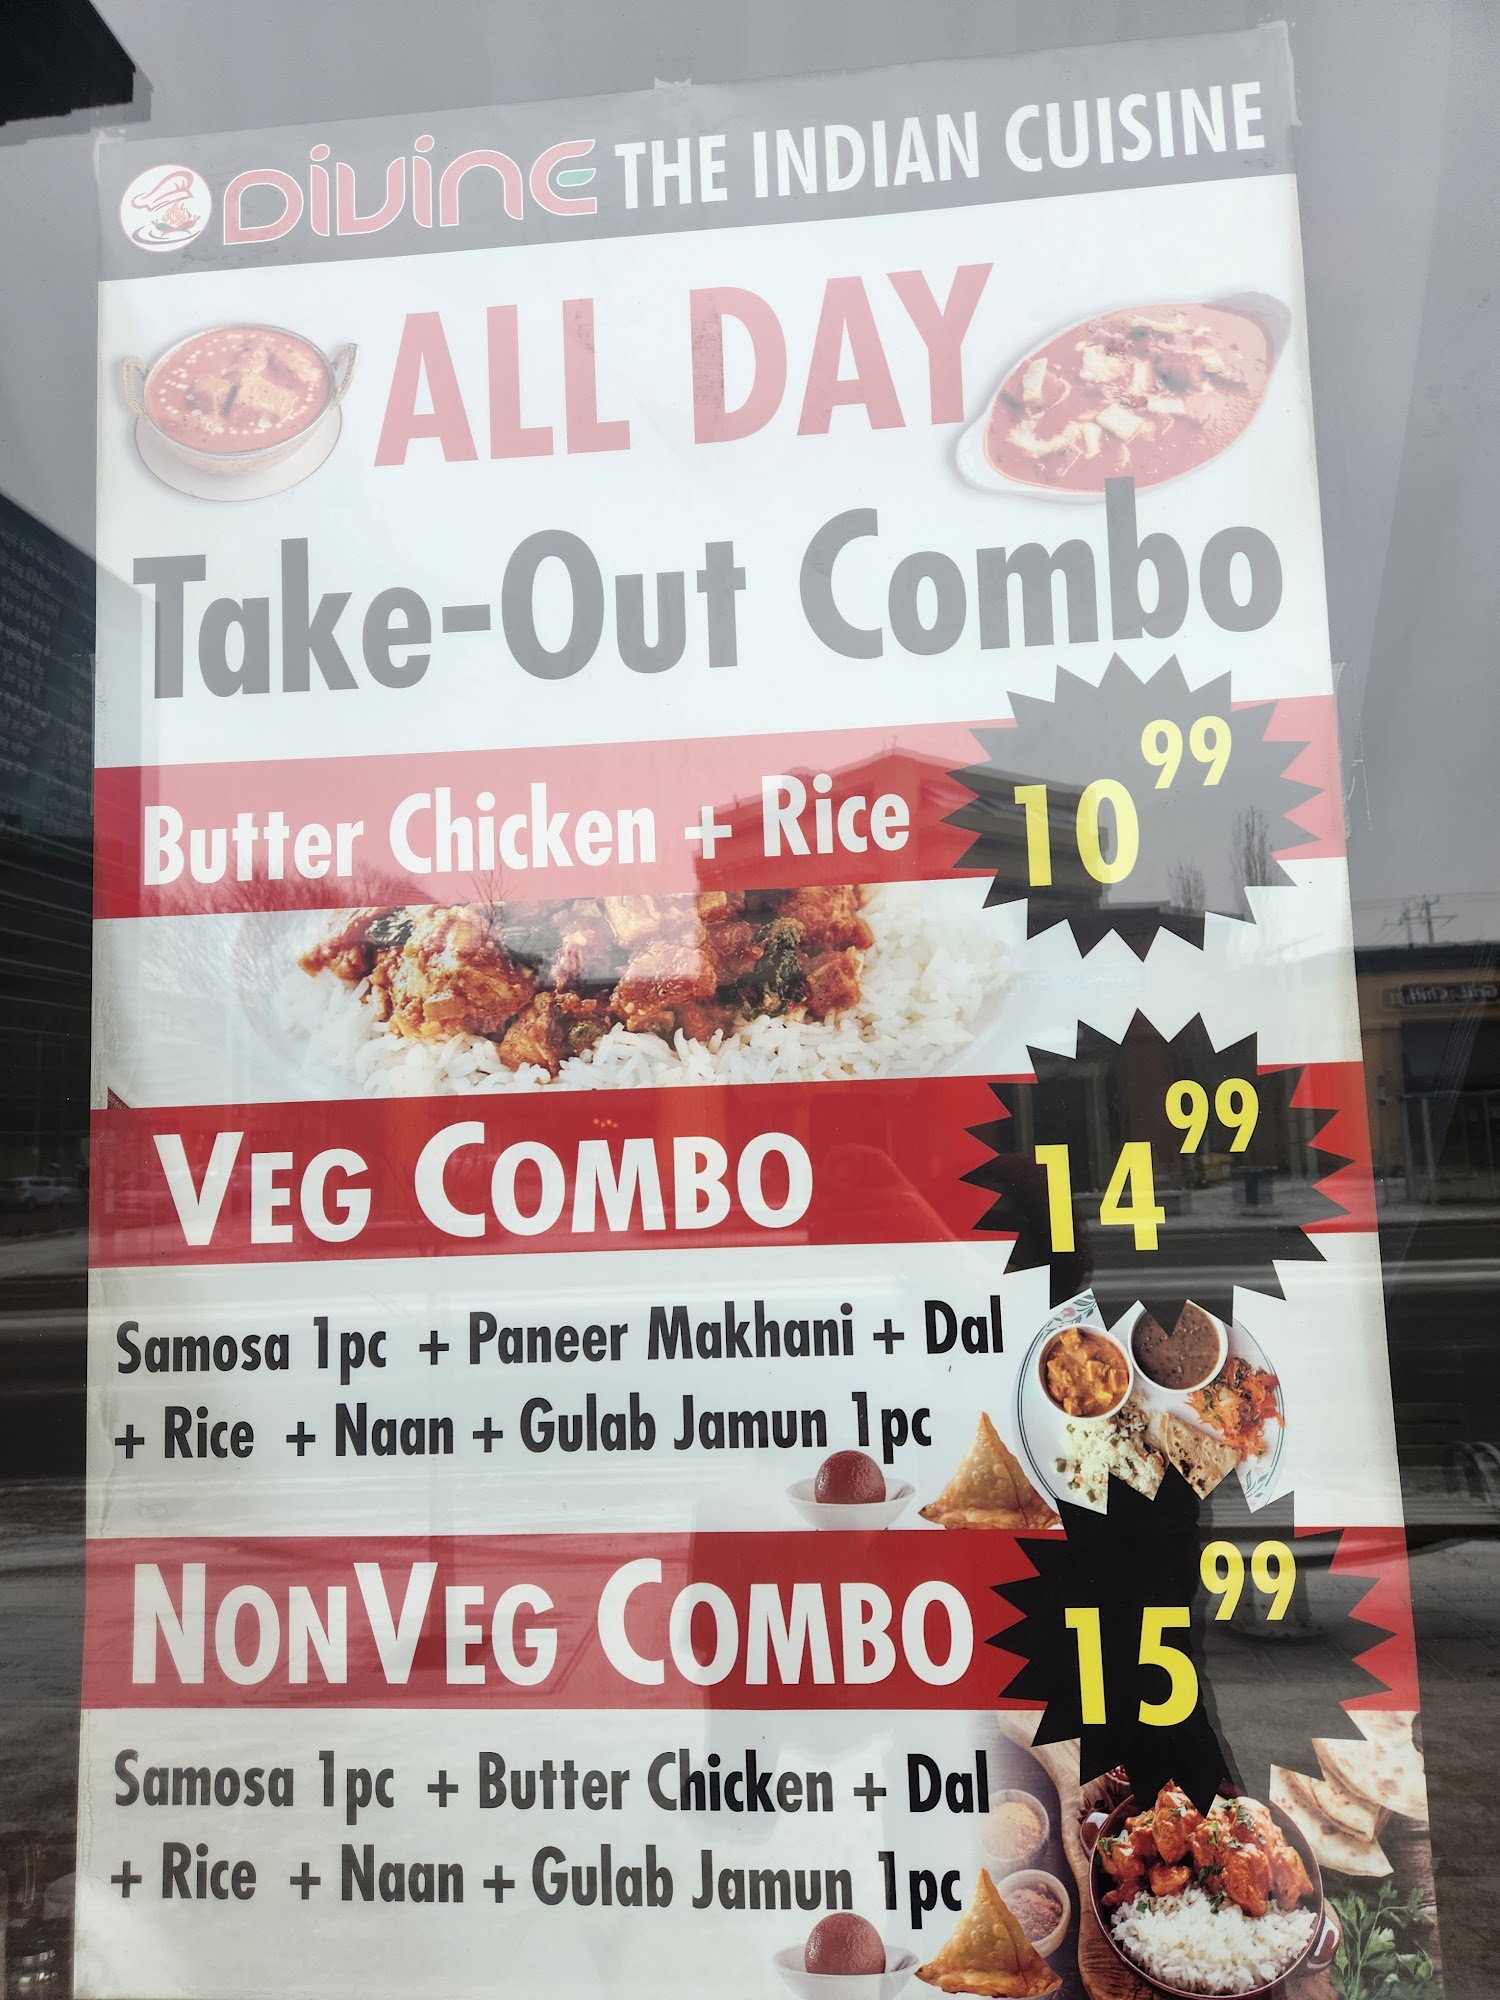 Divine THE INDIAN CUISINE
ALL DAY
Take-Out Combo
Butter Chicken + Rice 10 99
VEG COMBO 14 99
Samosa 1pc + Paneer Makhani + Dal
+ Rice + Naan + Gulab Jamun 1pc
NONVEG COMBO 15 99
Samosa 1pc + Butter Chicken + Dal
+ Rice + Naan + Gulab Jamun 1pc